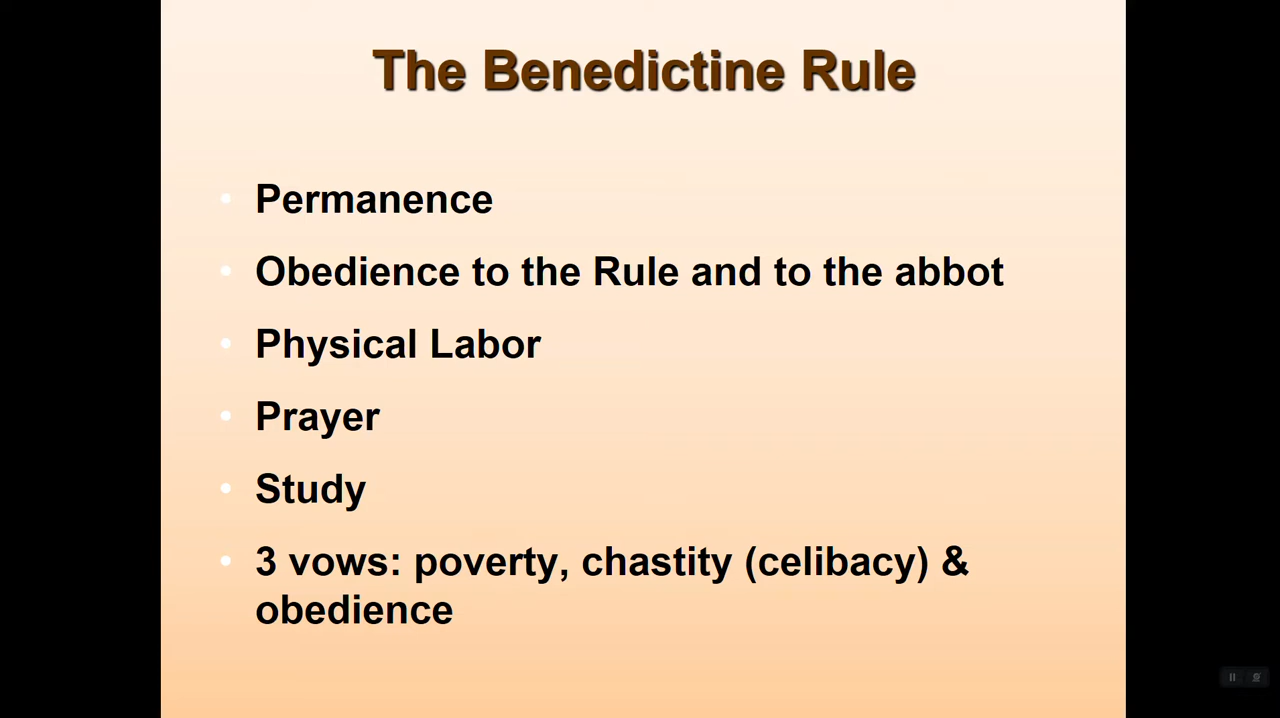 The Benedictine Rule
• Permanence
• Obedience to the Rule and to the abbot
• Physical Labor
• Prayer
• Study
• 3 vows: poverty, chastity (celibacy) &
obedience